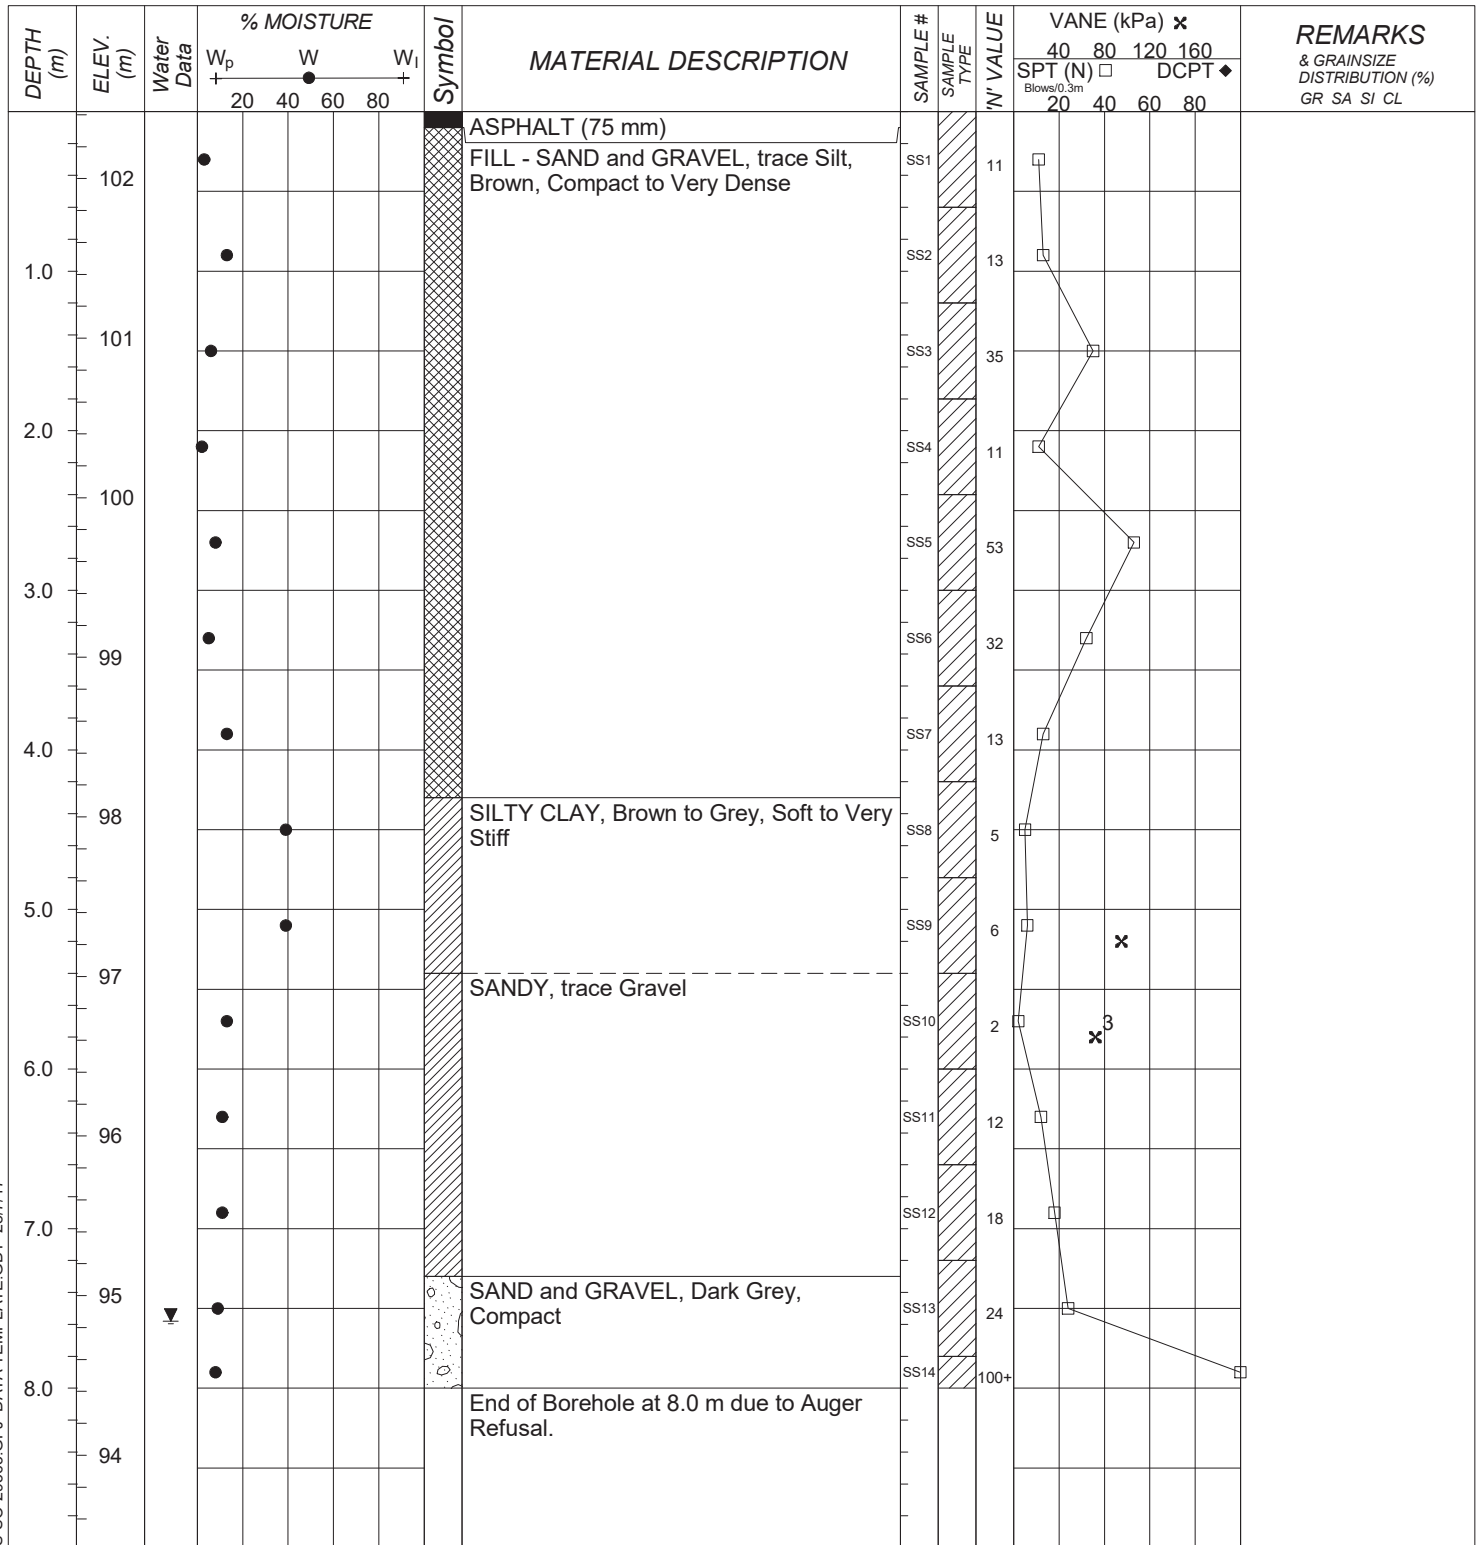 DEPTH (m)
ELEV. (m)
Water Data
% MOISTURE
Wp W Wl
20 40 60 80
Symbol
MATERIAL DESCRIPTION
SAMPLE #
SAMPLE TYPE
'N' VALUE
VANE (kPa)
40 80 120 160
SPT (N) DCPT
Blows/0.3m
20 40 60 80
REMARKS
& GRAINSIZE
DISTRIBUTION (%)
GR SA SI CL
ASPHALT (75 mm)
FILL - SAND and GRAVEL, trace Silt,
Brown, Compact to Very Dense
SS1 11
102
SS2 13
1.0
101
SS3 35
2.0
SS4 11
100
SS5 53
3.0
SS6 32
99
SS7 13
4.0
98
SILTY CLAY, Brown to Grey, Soft to Very
Stiff
SS8 5
5.0
SS9 6
97
SANDY, trace Gravel
SS10 2 3
6.0
SS11 12
96
SS12 18
7.0
95
SAND and GRAVEL, Dark Grey,
Compact
SS13 24
SS14 100+
8.0
End of Borehole at 8.0 m due to Auger
Refusal.
94